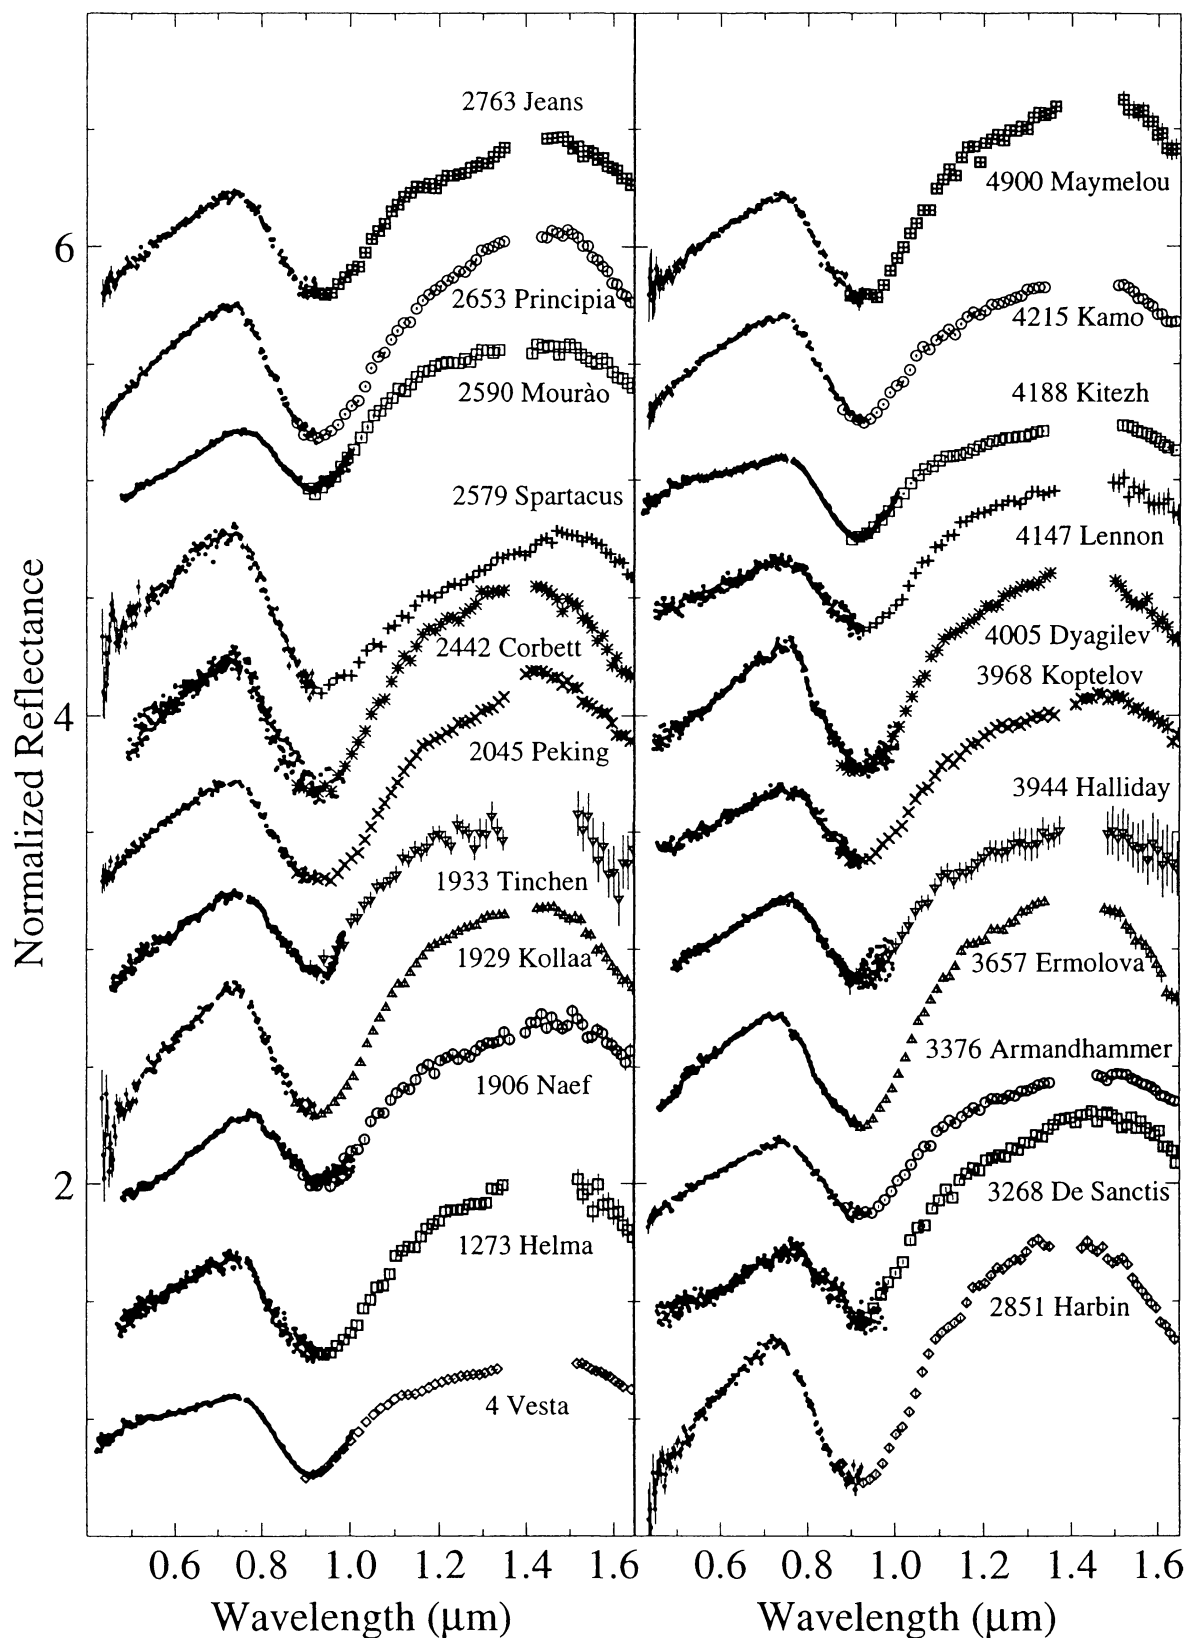 2763 Jeans
2653 Principia
2590 Mourào
2579 Spartacus
2442 Corbett
2045 Peking
1933 Tinchen
1929 Kollaa
1906 Naef
1273 Helma
4 Vesta
4900 Maymelou
4215 Kamo
4188 Kitezh
4147 Lennon
4005 Dyagilev
3968 Koptelov
3944 Halliday
3657 Ermolova
3376 Armandhammer
3268 De Sanctis
2851 Harbin
Normalized Reflectance
6
4
2
0.6 0.8 1.0 1.2 1.4 1.6
0.6 0.8 1.0 1.2 1.4 1.6
Wavelength (μm)
Wavelength (μm)